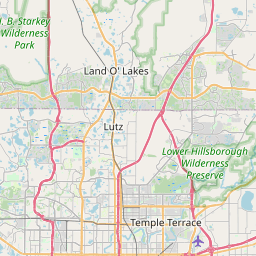 J. B. Starkey
Wilderness
Park
Land O' Lakes
Lutz
Lower Hillsborough
Wilderness
Preserve
Temple Terrace